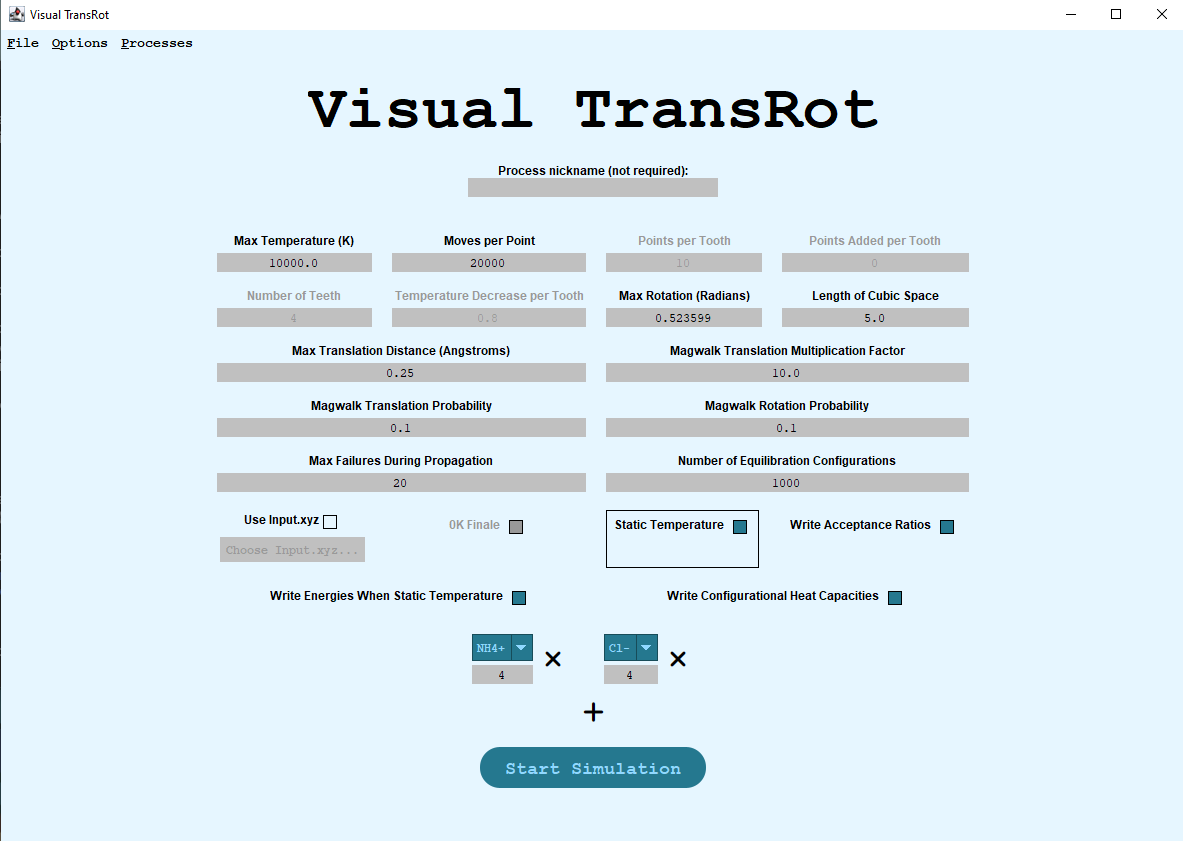 Visual TransRot
File Options Processes
Visual TransRot
Process nickname (not required):
Max Temperature (K) Moves per Point Points per Tooth Points Added per Tooth
10000.0 20000 10 0
Number of Teeth Temperature Decrease per Tooth Max Rotation (Radians) Length of Cubic Space
4 0.8 0.523599 5.0
Max Translation Distance (Angstroms) Magwalk Translation Multiplication Factor
0.25 10.0
Magwalk Translation Probability Magwalk Rotation Probability
0.1 0.1
Max Failures During Propagation Number of Equilibration Configurations
20 1000
Use Input.xyz 0K Finale Static Temperature Write Acceptance Ratios
Choose Input.xyz...
Write Energies When Static Temperature Write Configurational Heat Capacities
NH4+ Cl-
4 4
Start Simulation